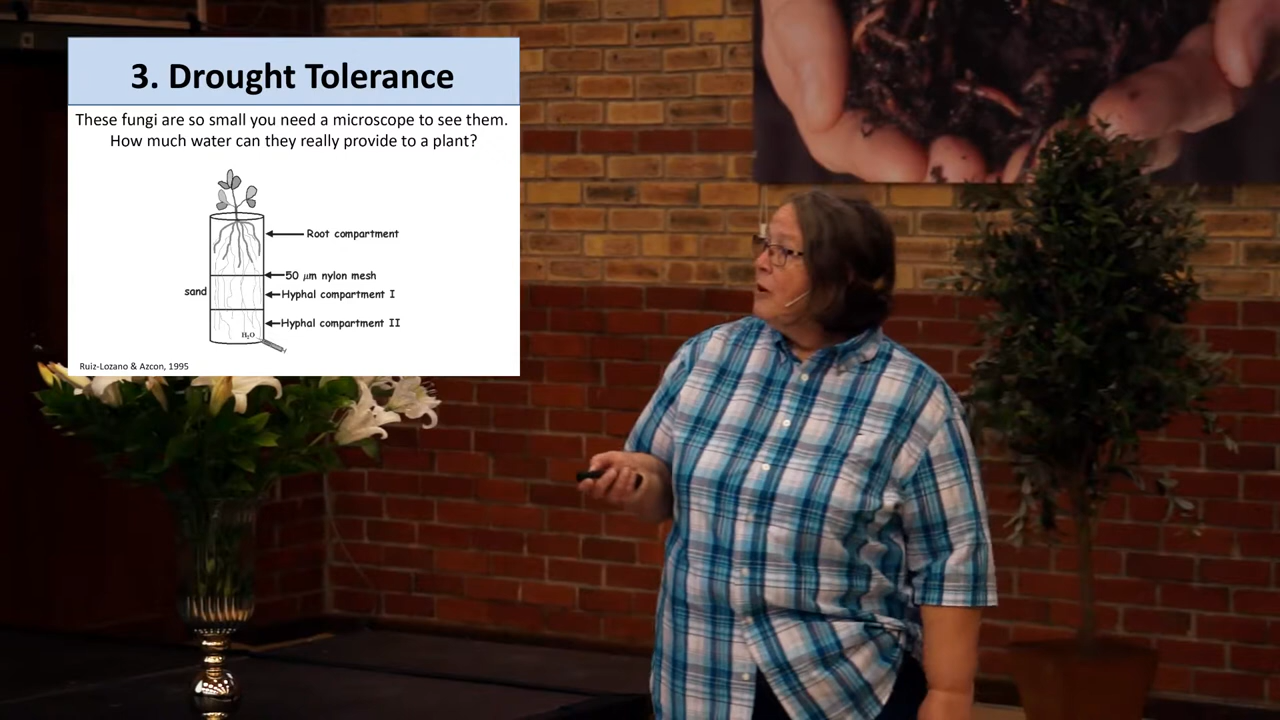 3. Drought Tolerance
These fungi are so small you need a microscope to see them.
How much water can they really provide to a plant?
Root compartment
50 μm nylon mesh
sand
Hyphal compartment I
Hyphal compartment II
H₂O
Ruiz-Lozano & Azcon, 1995